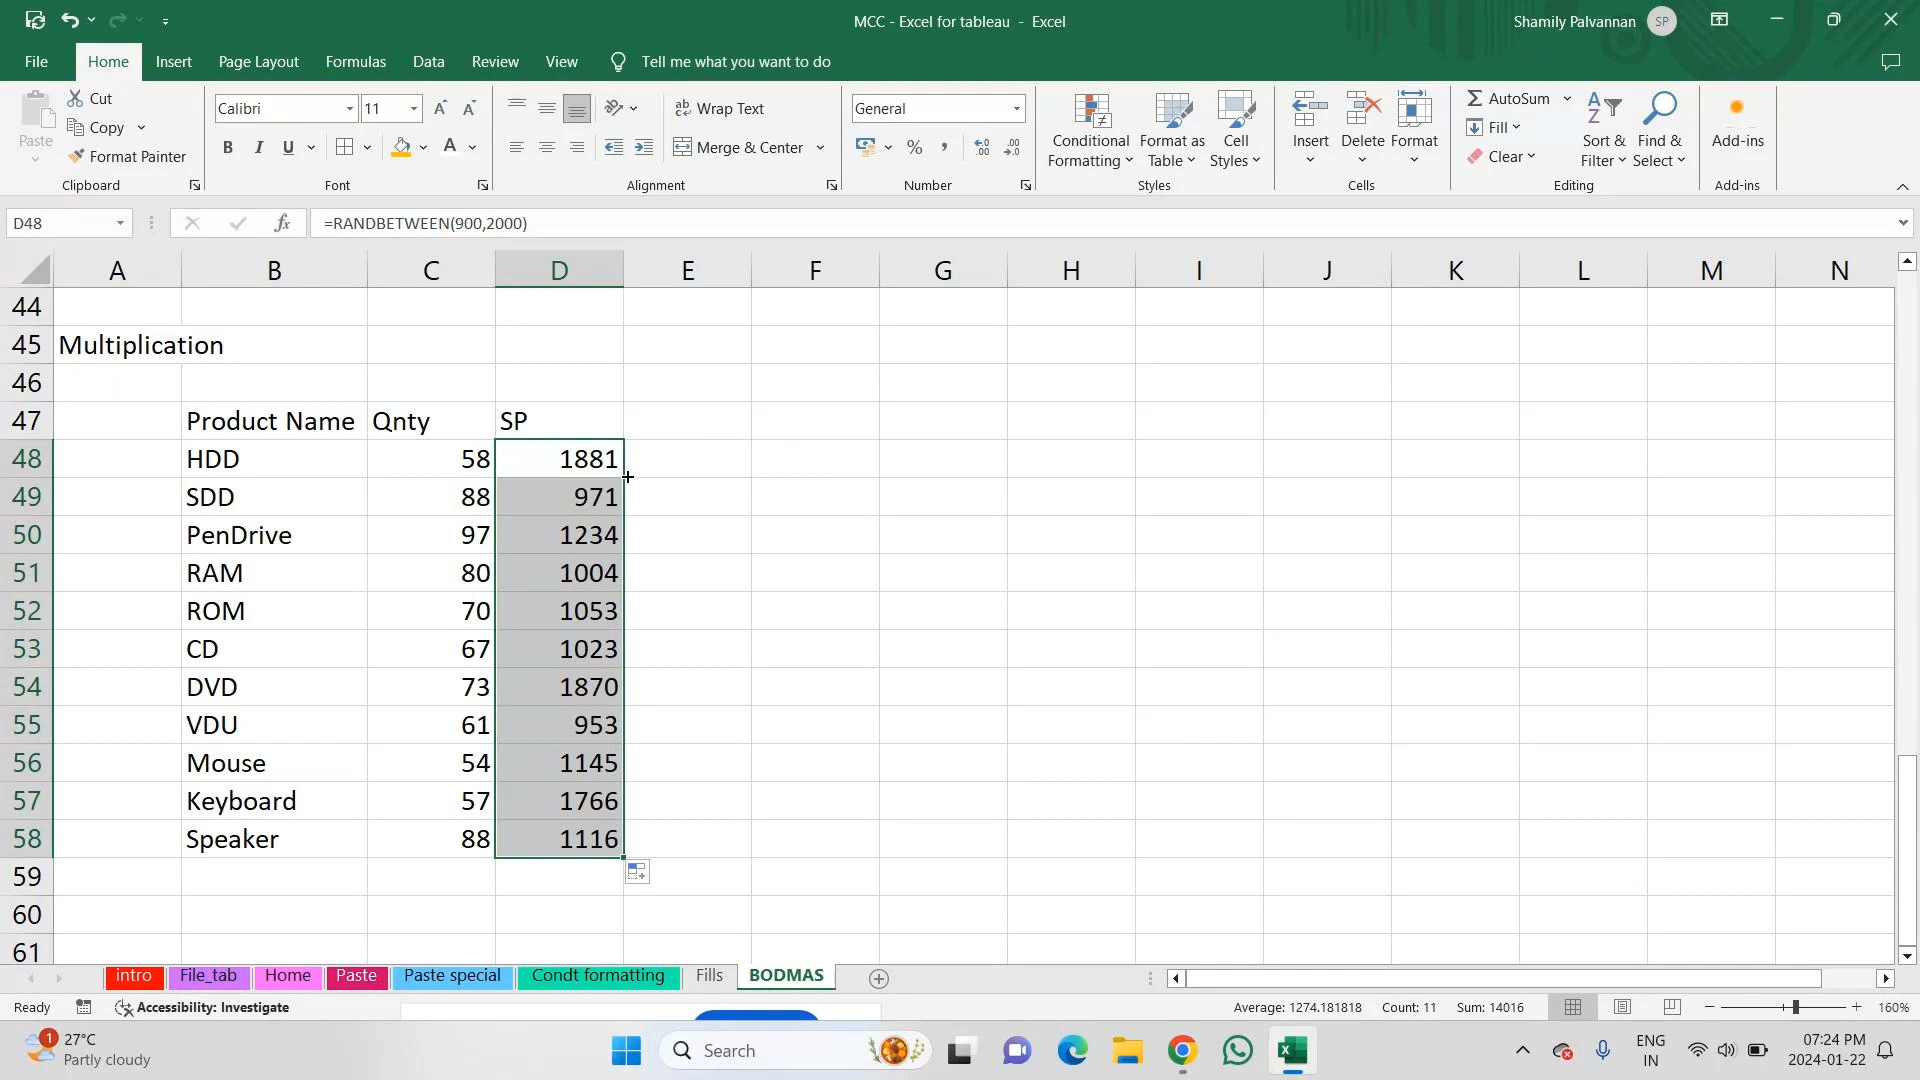 MCC - Excel for tableau - Excel
Shamily Palvannan
SP
File
Home
Insert
Page Layout
Formulas
Data
Review
View
Tell me what you want to do
Paste
Cut
Copy
Format Painter
Clipboard
Calibri
11
B
I
U
Font
Wrap Text
Merge & Center
Alignment
General
Number
Conditional Formatting
Format as Table
Cell Styles
Styles
Insert
Delete
Format
Cells
AutoSum
Fill
Clear
Sort & Filter
Find & Select
Editing
Add-ins
Add-ins
D48
fx
=RANDBETWEEN(900,2000)
A B C D E F G H I J K L M N
44
45 Multiplication
46
47 Product Name Qnty SP
48 HDD 58 1881
49 SDD 88 971
50 PenDrive 97 1234
51 RAM 80 1004
52 ROM 70 1053
53 CD 67 1023
54 DVD 73 1870
55 VDU 61 953
56 Mouse 54 1145
57 Keyboard 57 1766
58 Speaker 88 1116
59
60
61
intro File_tab Home Paste Paste special Condt formatting Fills BODMAS
Ready
Accessibility: Investigate
Average: 1274.181818
Count: 11
Sum: 14016
160%
1
27°C
Partly cloudy
Search
ENG
IN
07:24 PM
2024-01-22